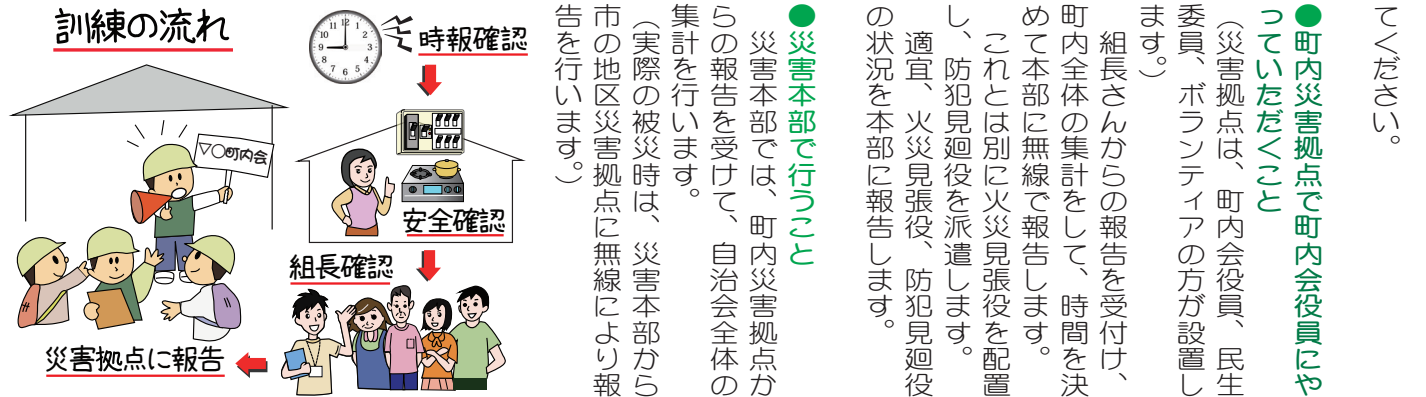 てください。
●町内災害拠点で町内会役員にや
っていただくこと
（災害拠点は、町内会役員、民生
委員、ボランティアの方が設置し
ます。）
組長さんからの報告を受付け、
町内全体の集計をして、時間を決
めて本部に無線で報告します。
これとは別に火災見張役を配置
し、防犯見廻役を派遣します。
適宜、火災見張役、防犯見廻役
の状況を本部に報告します。
●災害本部で行うこと
災害本部では、町内災害拠点か
らの報告を受けて、自治会全体の
集計を行います。
（実際の被災時は、災害本部から
市の地区災害拠点に無線により報
告を行います。）
訓練の流れ
12
1
2
3
4
5
6
7
8
9
10
11
時報確認
安全確認
組長確認
災害拠点に報告
▽○町内会